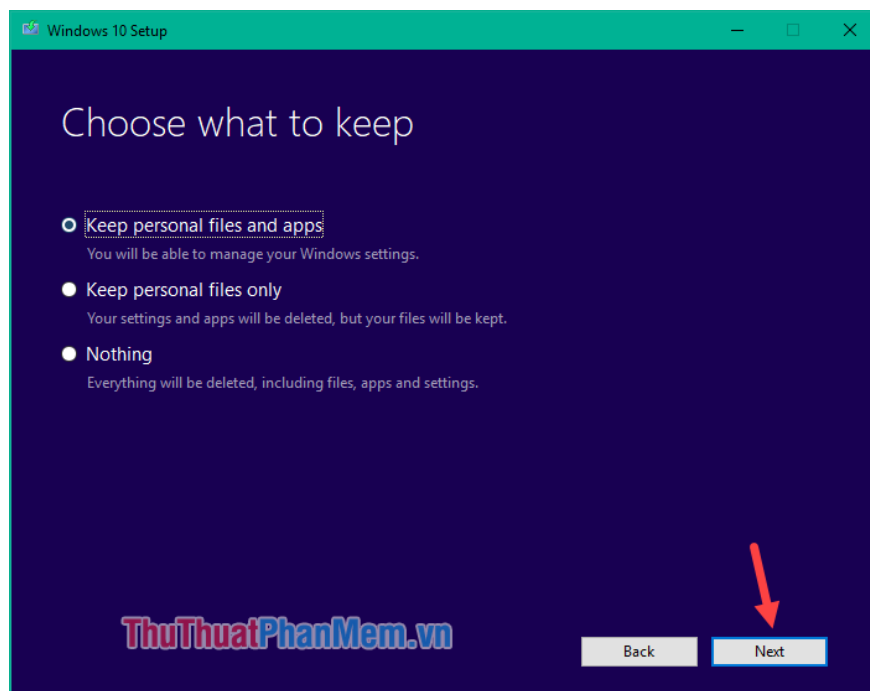 Windows 10 Setup
Choose what to keep
Keep personal files and apps
You will be able to manage your Windows settings.
Keep personal files only
Your settings and apps will be deleted, but your files will be kept.
Nothing
Everything will be deleted, including files, apps and settings.
ThuThuatPhanMem.vn
Back
Next